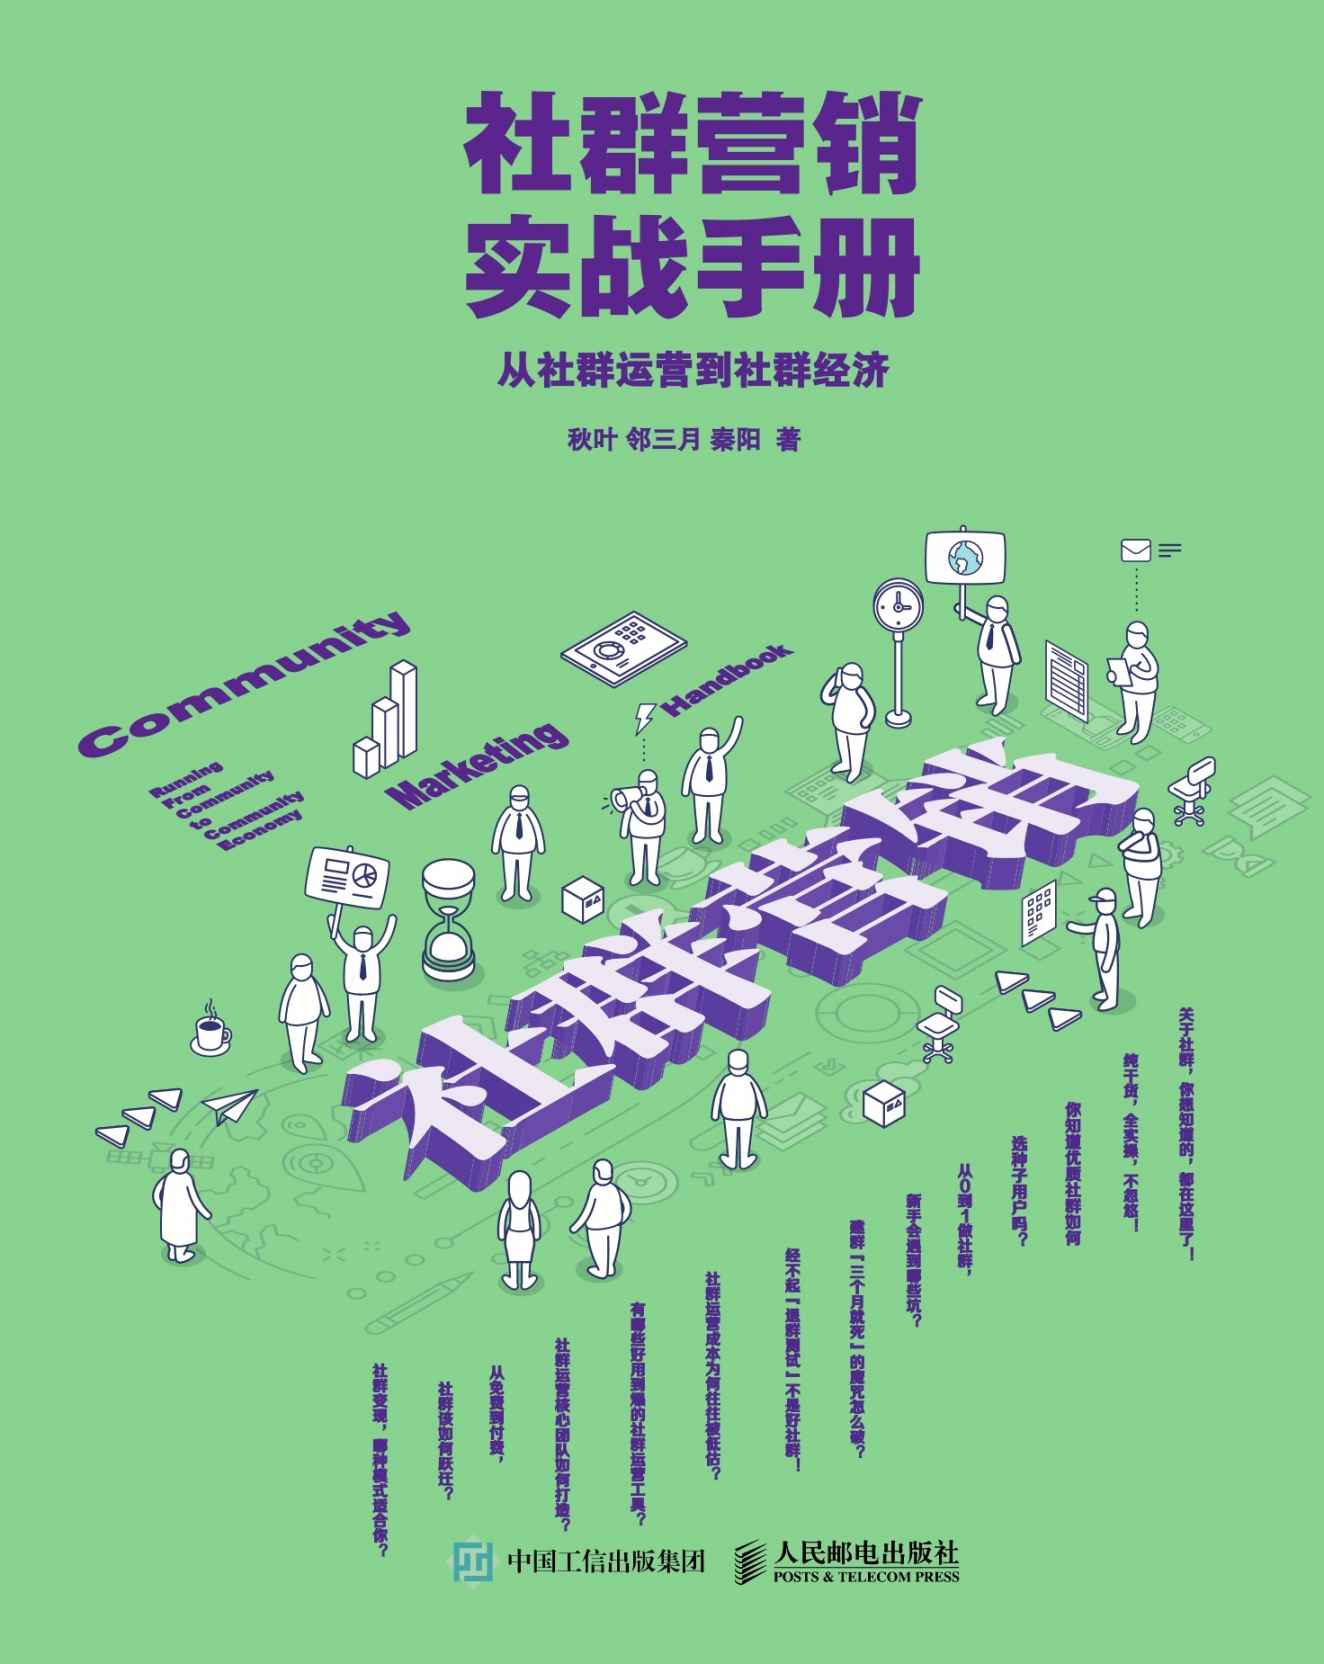 社群营销
实战手册
从社群运营到社群经济
秋叶 邻三月 秦阳 著
Community
Marketing
Handbook
Running
From
Community
to
Community
Economy
社群营销
关于社群，你想知道的，都在这里了！
纯干货，全实操，不忽悠！
你知道优质社群如何
选种子用户吗？
从0到1做社群，
新手会遇到哪些坑？
建群『三个月就死』的魔咒怎么破？
经不起『退群测试』不是好社群！
社群运营成本为何往往被低估？
有哪些好用到爆的社群运营工具？
社群运营核心团队如何打造？
从免费到付费，
社群该如何跃迁？
社群变现，哪种模式适合你？
中国工信出版集团
人民邮电出版社
POSTS & TELECOM PRESS